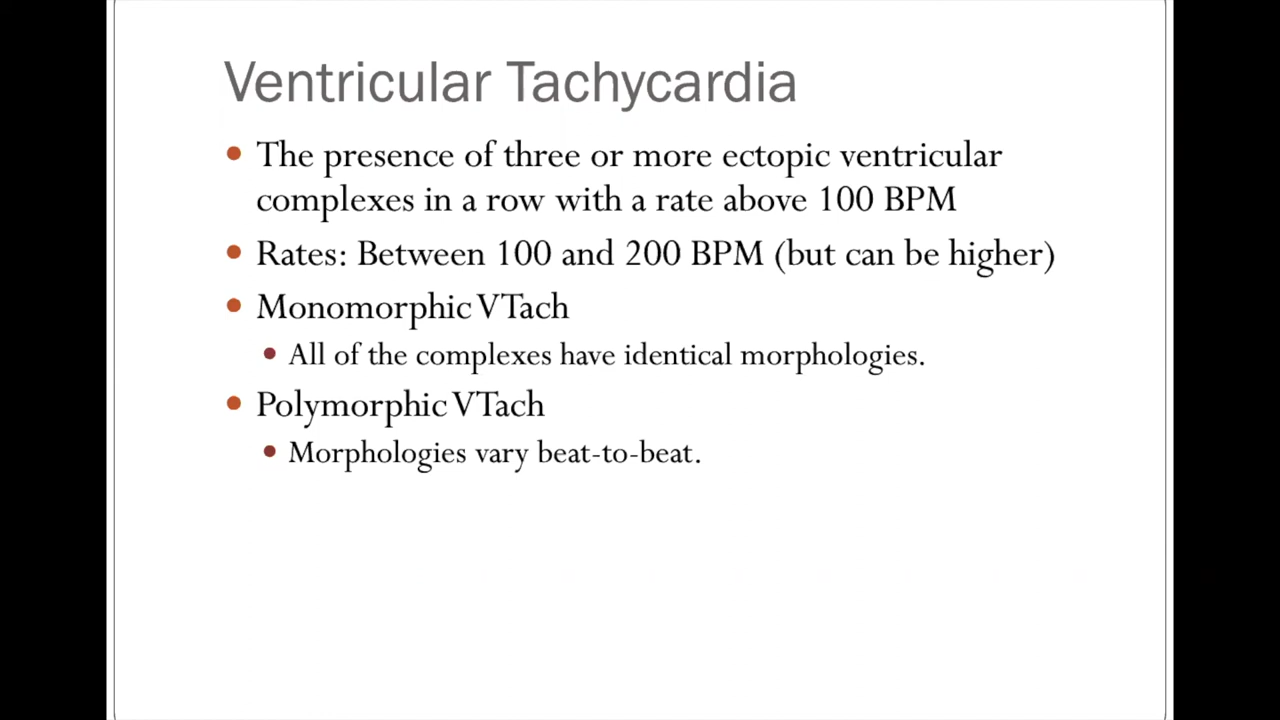 Ventricular Tachycardia
• The presence of three or more ectopic ventricular
complexes in a row with a rate above 100 BPM
• Rates: Between 100 and 200 BPM (but can be higher)
• Monomorphic VTach
• All of the complexes have identical morphologies.
• Polymorphic VTach
• Morphologies vary beat-to-beat.